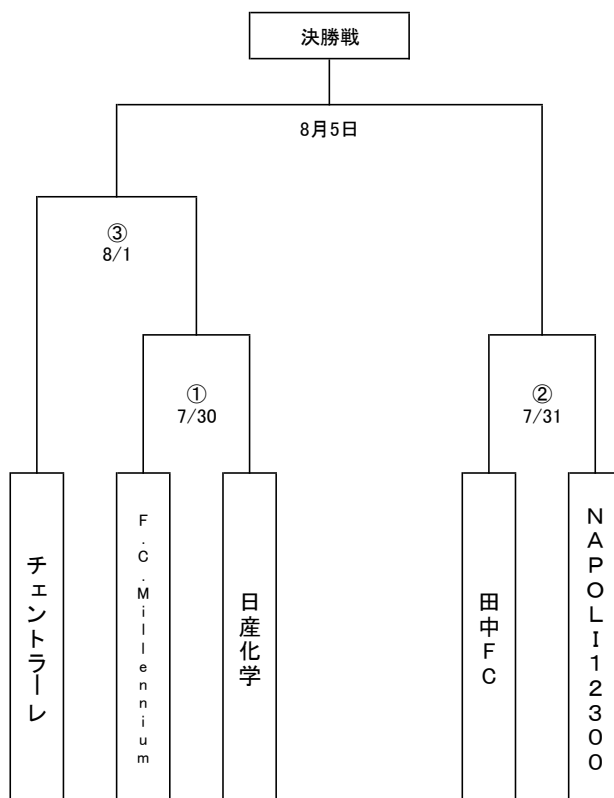 決勝戦
8月5日
③
8/1
①
7/30
②
7/31
チェントラーレ
F.C.Millennium
日産化学
田中FC
NAPOLI12300